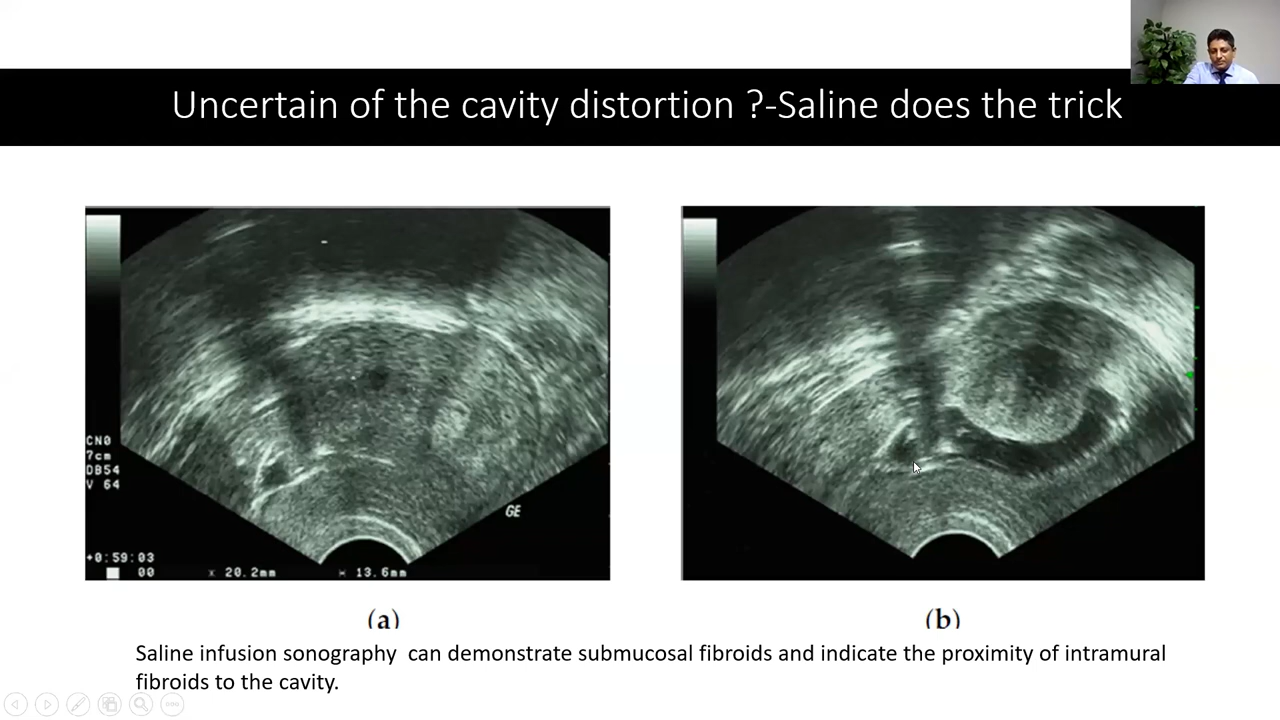 Uncertain of the cavity distortion ?-Saline does the trick
CN0
7cm
DB54
V 64
GE
+0:59:03
00 x 20.2mm x 13.6mm
(a)
(b)
Saline infusion sonography can demonstrate submucosal fibroids and indicate the proximity of intramural
fibroids to the cavity.